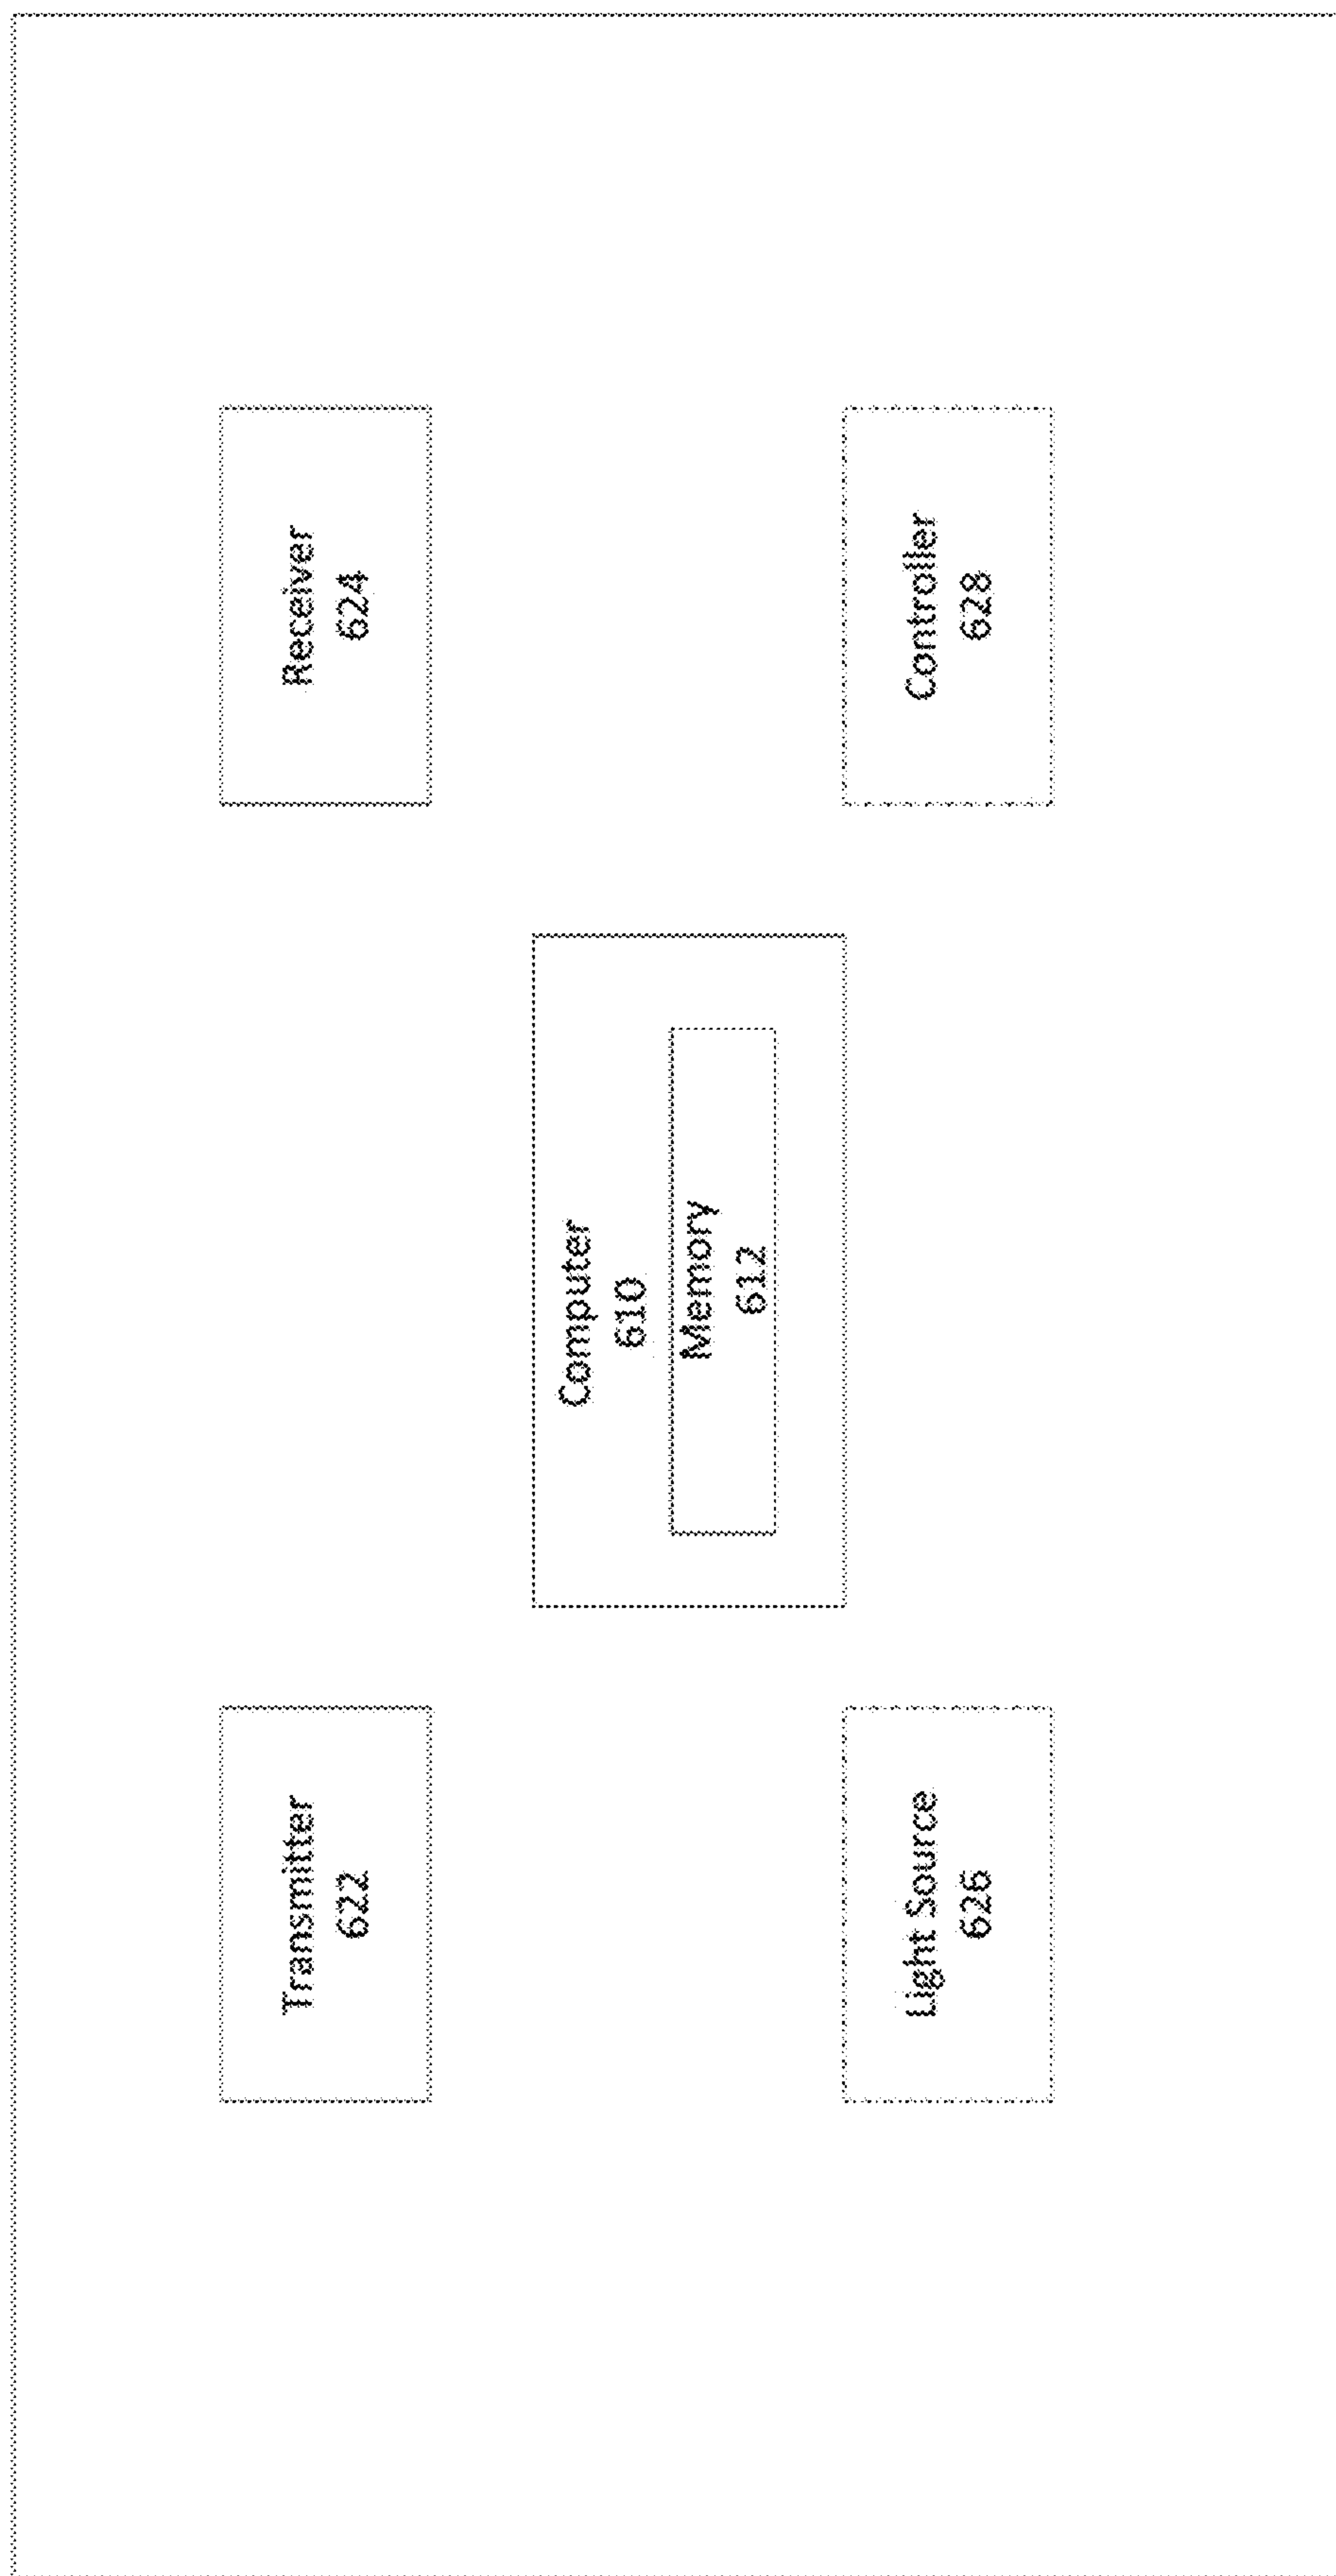 Transmitter
622
Receiver
624
Computer
610
Memory
612
Light Source
626
Controller
628